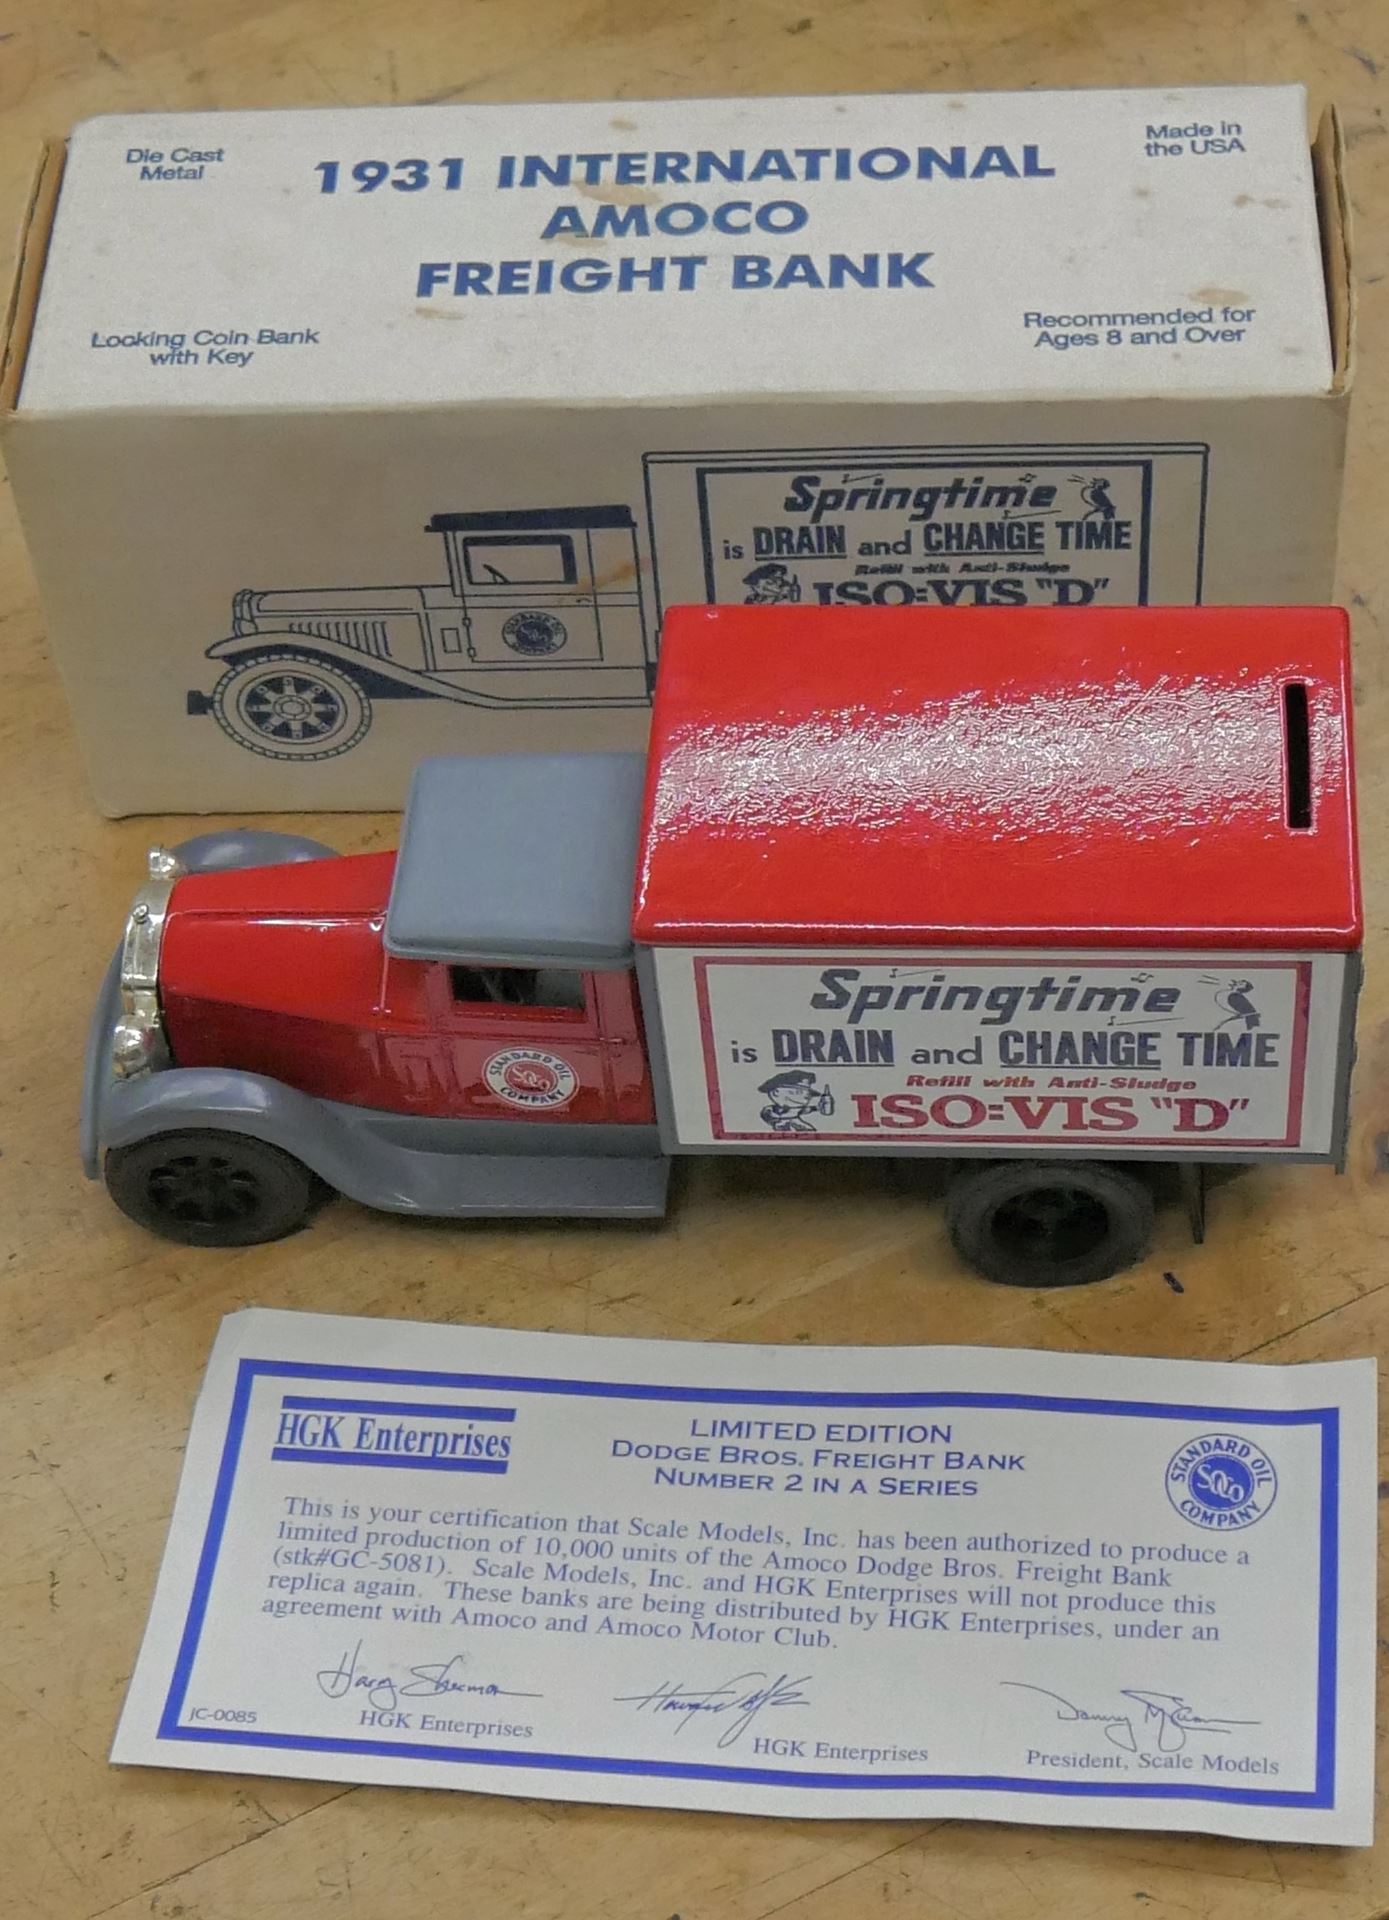 Die Cast
Metal
1931 INTERNATIONAL
AMOCO
FREIGHT BANK
Made in
the USA
Locking Coin Bank
with Key
Recommended for
Ages 8 and Over
Springtime
is DRAIN and CHANGE TIME
Refill with Anti-Sludge
ISO=VIS "D"
STANDARD OIL
COMPANY
Springtime
is DRAIN and CHANGE TIME
Refill with Anti-Sludge
ISO=VIS "D"
STANDARD OIL
COMPANY
HGK Enterprises
LIMITED EDITION
DODGE BROS. FREIGHT BANK
NUMBER 2 IN A SERIES
STANDARD OIL
COMPANY
This is your certification that Scale Models, Inc. has been authorized to produce a
limited production of 10,000 units of the Amoco Dodge Bros. Freight Bank
(stk#GC-5081). Scale Models, Inc. and HGK Enterprises will not produce this
replica again. These banks are being distributed by HGK Enterprises, under an
agreement with Amoco and Amoco Motor Club.
JC-0085
HGK Enterprises
HGK Enterprises
President, Scale Models